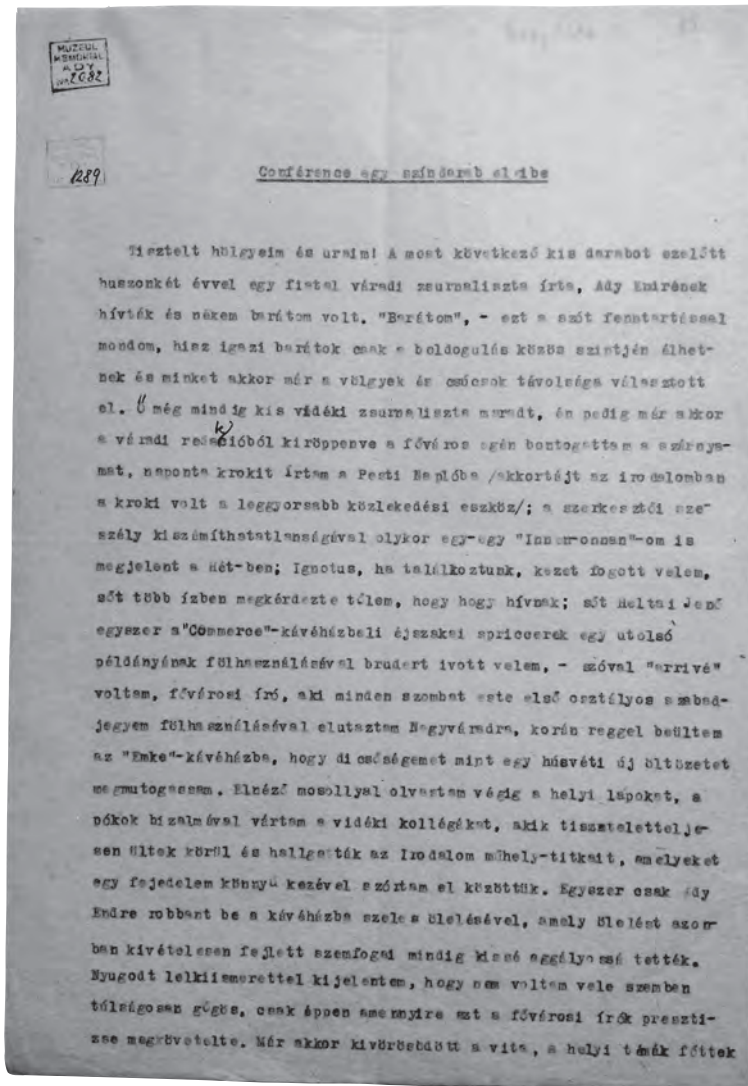 MUZEUL
MEMORIAL
ADY
2082
1289
Conférence egy színdarab elébe
Tisztelt hölgyeim és uraim! A most következő kis darabot ezelőtt
huszonkét évvel egy fiatal váradi zsurnaliszta írta, Ady Endrének
hívták és nékem barátom volt. "Barátom", - ezt a szót fenntartással
mondom, hisz igazi barátok csak a boldogulás közös szintjén élhet-
nek és minket akkor már a völgyek és csúcsok távolsága választott
el. Ő még mindig kis vidéki zsurnaliszta maradt, én pedig már akkor
a váradi redakcióból kiröppenve a főváros egén bontogattam a szárnya-
mat, naponta krokit írtam a Pesti Naplóba /akkortájt az irodalomban
a kroki volt a leggyorsabb közlekedési eszköz/; a szerkesztői sze-
szély kiszámíthatatlanságával olykor egy-egy "Innen-onnan"-om is
megjelent a Hét-ben; Ignotus, ha találkoztunk, kezet fogott velem,
sőt több ízben megkérdezte tőlem, hogy hogy hívnak; sőt Heltai Jenő
egyszer a "Commerce"-kávéházbeli éjszakai spriccerek egy utolsó
példányának fölhasználásával brudert ivott velem, - szóval "arrivé"
voltam, fővárosi író, aki minden szombat este első osztályos szabad-
jegyem fölhasználásával elutaztam Nagyváradra, korán reggel beültem
az "Emke"-kávéházba, hogy dicsőségemet mint egy húsvéti új öltözetet
megmutogassam. Elnéző mosollyal olvastam végig a helyi lapokat, a
pókok bizalmával vártam a vidéki kollégákat, akik tiszteletteljes-
sen ültek körül és hallgatták az Irodalom műhely-titkait, amelyeket
egy fejedelem könnyű kezével szórtam el közöttük. Egyszer csak Ady
Endre robbant be a kávéházba széles ölelésével, amely ölelést azon-
ban kivételesen fejlett szemfogai mindig kissé aggályossá tették.
Nyugodt lelkiismerettel kijelentem, hogy nem voltam vele szemben
túlságosan gőgös, csak éppen amennyire ezt a fővárosi írók preszti-
zse megkövetelte. Már akkor kivörösödött a vita, a helyi témák főttek